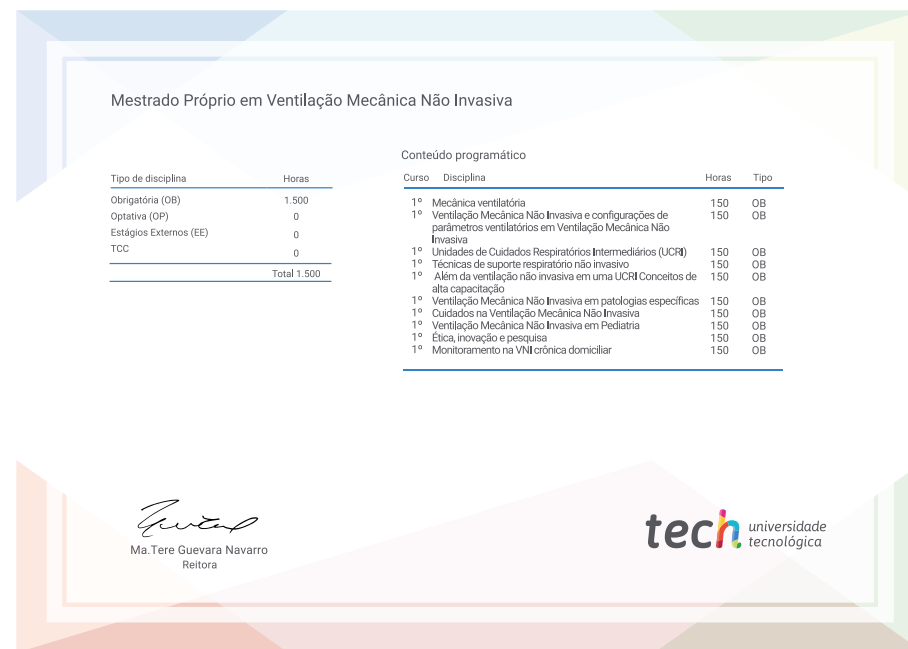 Mestrado Próprio em Ventilação Mecânica Não Invasiva
Tipo de disciplina Horas
Obrigatória (OB) 1.500
Optativa (OP) 0
Estágios Externos (EE) 0
TCC 0
Total 1.500
Conteúdo programático
Curso Disciplina Horas Tipo
1º Mecânica ventilatória 150 OB
1º Ventilação Mecânica Não Invasiva e configurações de 150 OB
parâmetros ventilatórios em Ventilação Mecânica Não
Invasiva
1º Unidades de Cuidados Respiratórios Intermediários (UCRI) 150 OB
1º Técnicas de suporte respiratório não invasivo 150 OB
1º Além da ventilação não invasiva em uma UCRI Conceitos de 150 OB
alta capacitação
1º Ventilação Mecânica Não Invasiva em patologias específicas 150 OB
1º Cuidados na Ventilação Mecânica Não Invasiva 150 OB
1º Ventilação Mecânica Não Invasiva em Pediatria 150 OB
1º Ética, inovação e pesquisa 150 OB
1º Monitoramento na VNI crônica domiciliar 150 OB
Ma.Tere Guevara Navarro
Reitora
tech universidade
tecnológica